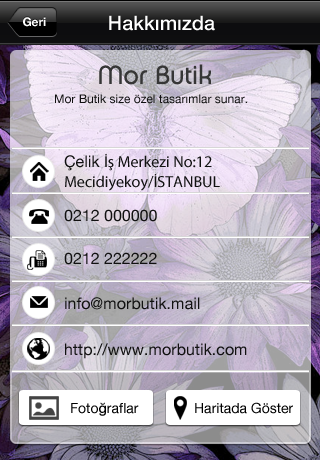 Geri
Hakkımızda
Mor Butik
Mor Butik size özel tasarımlar sunar.
Çelik İş Merkezi No:12
Mecidiyekoy/İSTANBUL
0212 000000
0212 222222
info@morbutik.mail
http://www.morbutik.com
Fotoğraflar
Haritada Göster